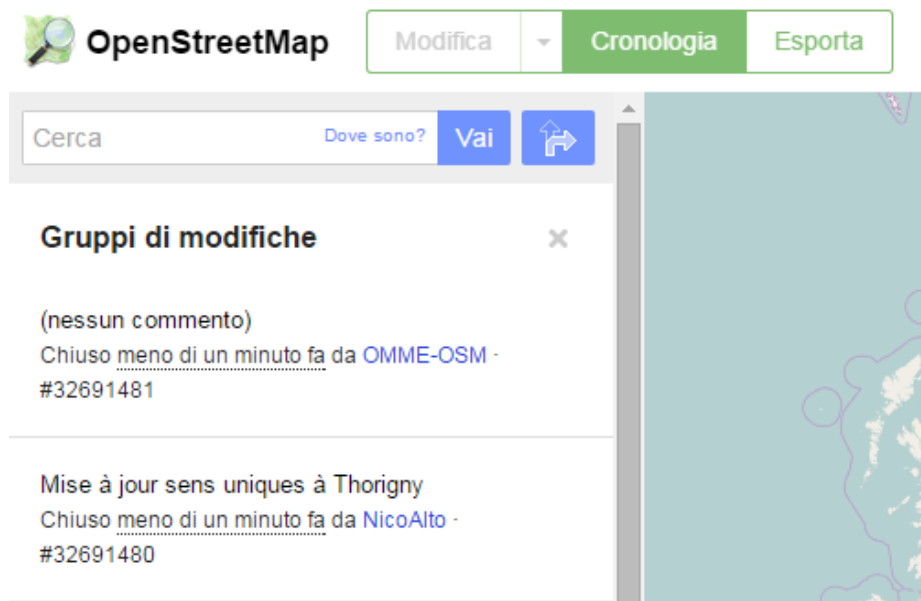 OpenStreetMap
Modifica
Cronologia
Esporta
Cerca
Dove sono?
Vai
Gruppi di modifiche
(nessun commento)
Chiuso meno di un minuto fa da OMME-OSM ·
#32691481
Mise à jour sens uniques à Thorigny
Chiuso meno di un minuto fa da NicoAlto ·
#32691480